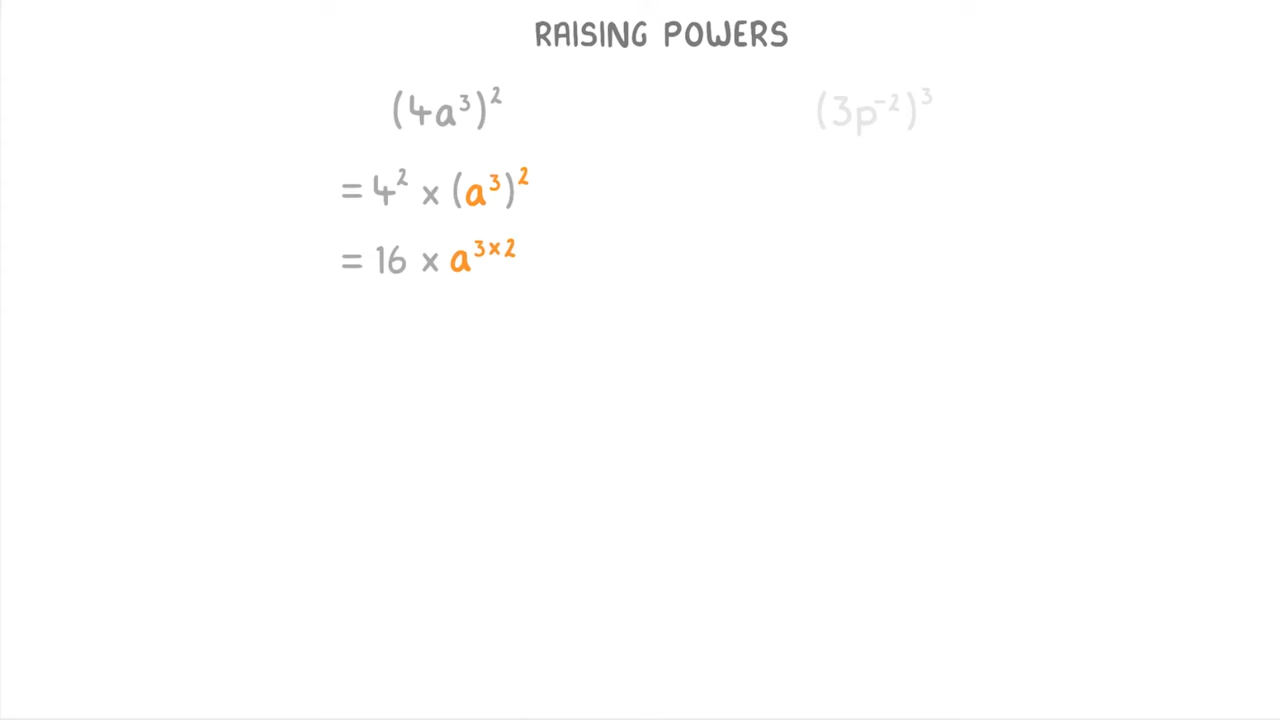 RAISING POWERS
(4a³)²
= 4² × (a³)²
= 16 × a³ˣ²
(3p⁻²)³